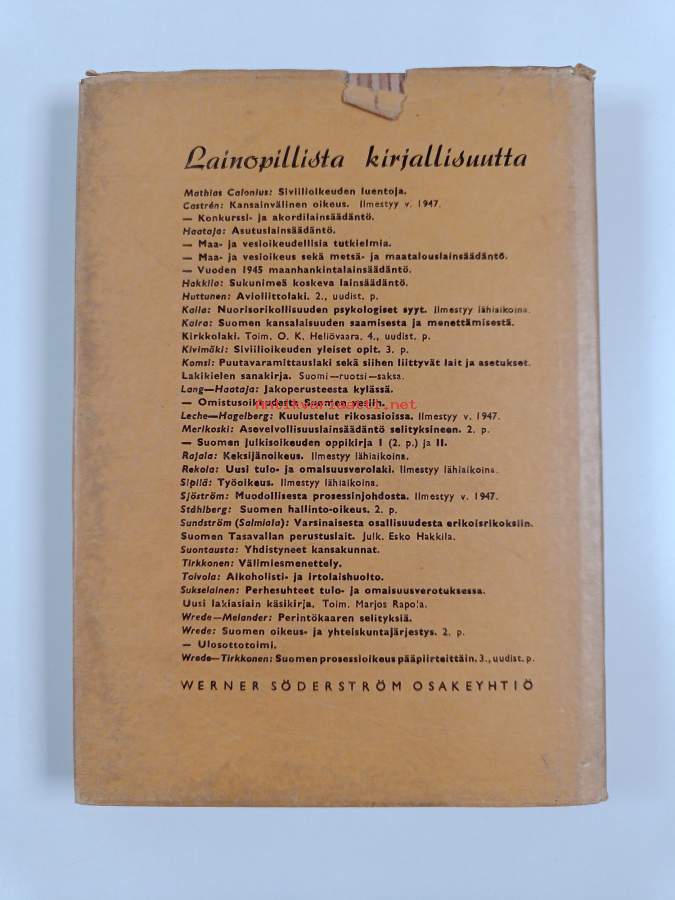 Lainopillista kirjallisuutta
Mathias Calonius: Siviilioikeuden luentoja.
Castrén: Kansainvälinen oikeus. Ilmestyy v. 1947.
— Konkurssi- ja akordilainsäädäntö.
Haataja: Asutuslainsäädäntö.
— Maa- ja vesioikeudellisia tutkielmia.
— Maa- ja vesioikeus sekä metsä- ja maatalouslainsäädäntö.
— Vuoden 1945 maanhankintalainsäädäntö.
Hakkila: Sukunimeä koskeva lainsäädäntö.
Huttunen: Avioliittolaki. 2., uudist. p.
Kaila: Nuorisorikollisuuden psykologiset syyt. Ilmestyy lähiaikoina.
Kaira: Suomen kansalaisuuden saamisesta ja menettämisestä.
Kirkkolaki. Toim. O. K. Heliövaara. 4., uudist. p.
Kivimäki: Siviilioikeuden yleiset opit. 3. p.
Komsi: Puutavaramittauslaki sekä siihen liittyvät lait ja asetukset.
Lakikielen sanakirja. Suomi—ruotsi—saksa.
Lang—Haataja: Jakoperusteesta kylässä.
— Omistusoikeudesta Suomen vesiin.
Antikvariaatti.net
Leche—Hagelberg: Kuulustelut rikosasioissa. Ilmestyy v. 1947.
Merikoski: Asevelvollisuuslainsäädäntö selityksineen. 2. p.
— Suomen julkisoikeuden oppikirja I (2. p.) ja II.
Rajala: Keksijänoikeus. Ilmestyy lähiaikoina.
Rekola: Uusi tulo- ja omaisuusverolaki. Ilmestyy lähiaikoina.
Sipilä: Työoikeus. Ilmestyy lähiaikoina.
Sjöström: Muodollisesta prosessinjohdosta. Ilmestyy v. 1947.
Ståhlberg: Suomen hallinto-oikeus. 2. p.
Sundström (Salmiala): Varsinaisesta osallisuudesta erikoisrikoksiin.
Suomen Tasavallan perustuslait. Julk. Esko Hakkila.
Suontausta: Yhdistyneet kansakunnat.
Tirkkonen: Välimiesmenettely.
Toivola: Alkoholisti- ja irtolaishuolto.
Sukselainen: Perhesuhteet tulo- ja omaisuusverotuksessa.
Uusi lakiasiain käsikirja. Toim. Marjos Rapola.
Wrede—Melander: Perintökaaren selityksiä.
Wrede: Suomen oikeus- ja yhteiskuntajärjestys. 2. p.
— Ulosottotoimi.
Wrede—Tirkkonen: Suomen prosessioikeus pääpiirteittäin. 3., uudist. p.
WERNER SÖDERSTRÖM OSAKEYHTIÖ